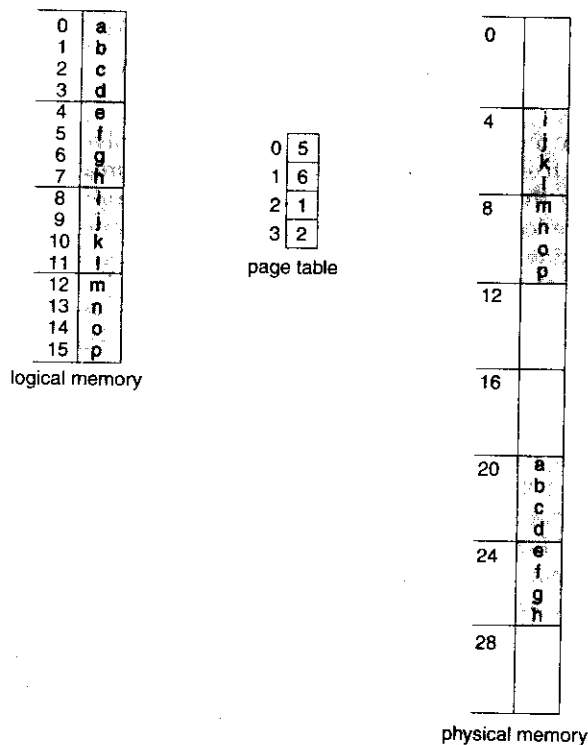 0 a
1 b
2 c
3 d
4 e
5 f
6 g
7 h
8 i
9 j
10 k
11 l
12 m
13 n
14 o
15 p
logical memory
0 5
1 6
2 1
3 2
page table
0
4 i
j
k
l
8 m
n
o
p
12
16
20 a
b
c
d
24 e
f
g
h
28
physical memory